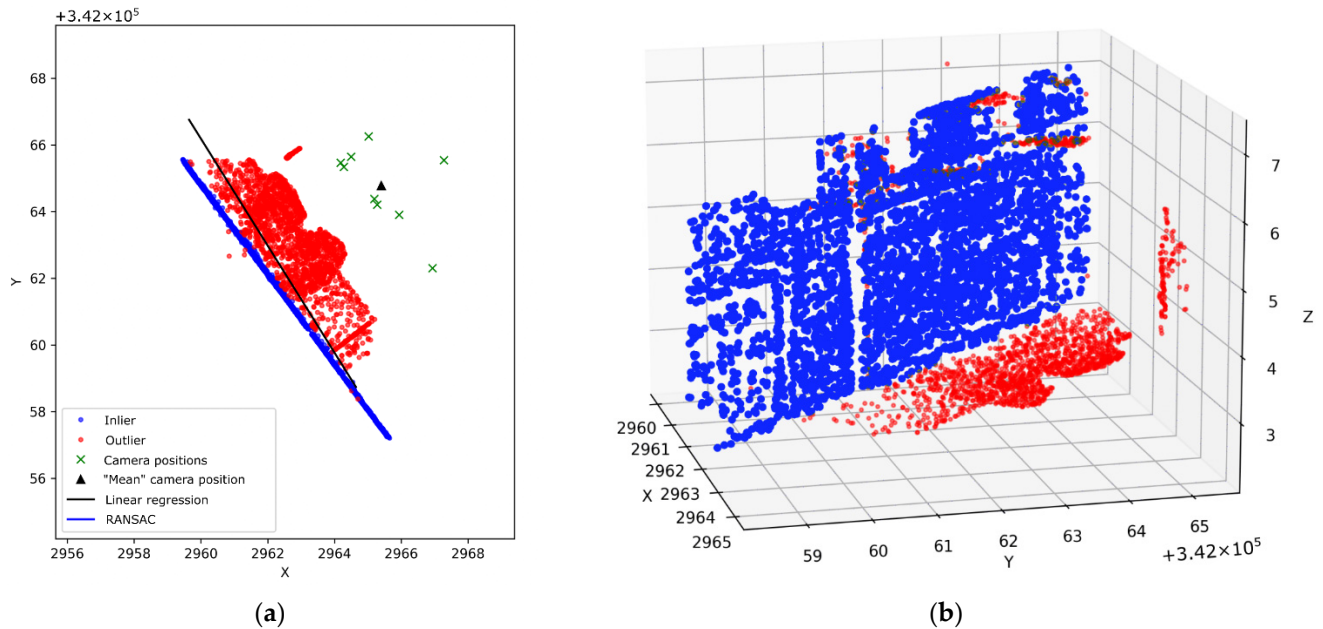 +3.42×10⁵
68
66
64
62
60
58
56
Y
Inlier
Outlier
Camera positions
"Mean" camera position
Linear regression
RANSAC
2956 2958 2960 2962 2964 2966 2968
X
(a)
7
6
5
4
3
Z
2960
2961
2962
2963
2964
2965
X
59 60 61 62 63 64 65
+3.42×10⁵
Y
(b)